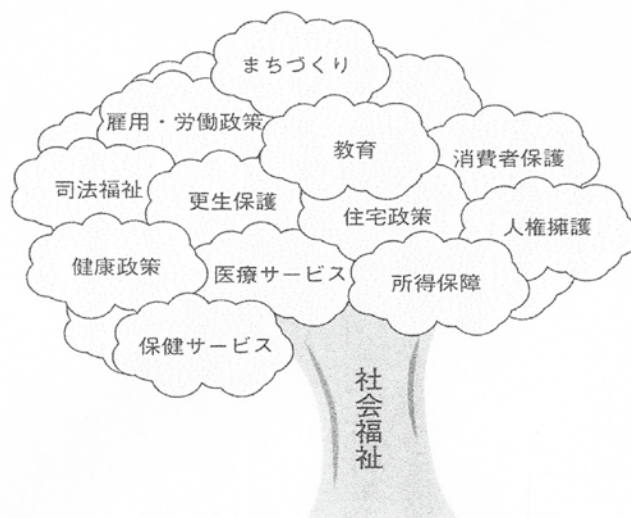 まちづくり
雇用・労働政策
教育
消費者保護
司法福祉
更生保護
住宅政策
人権擁護
健康政策
医療サービス
所得保障
保健サービス
社会福祉